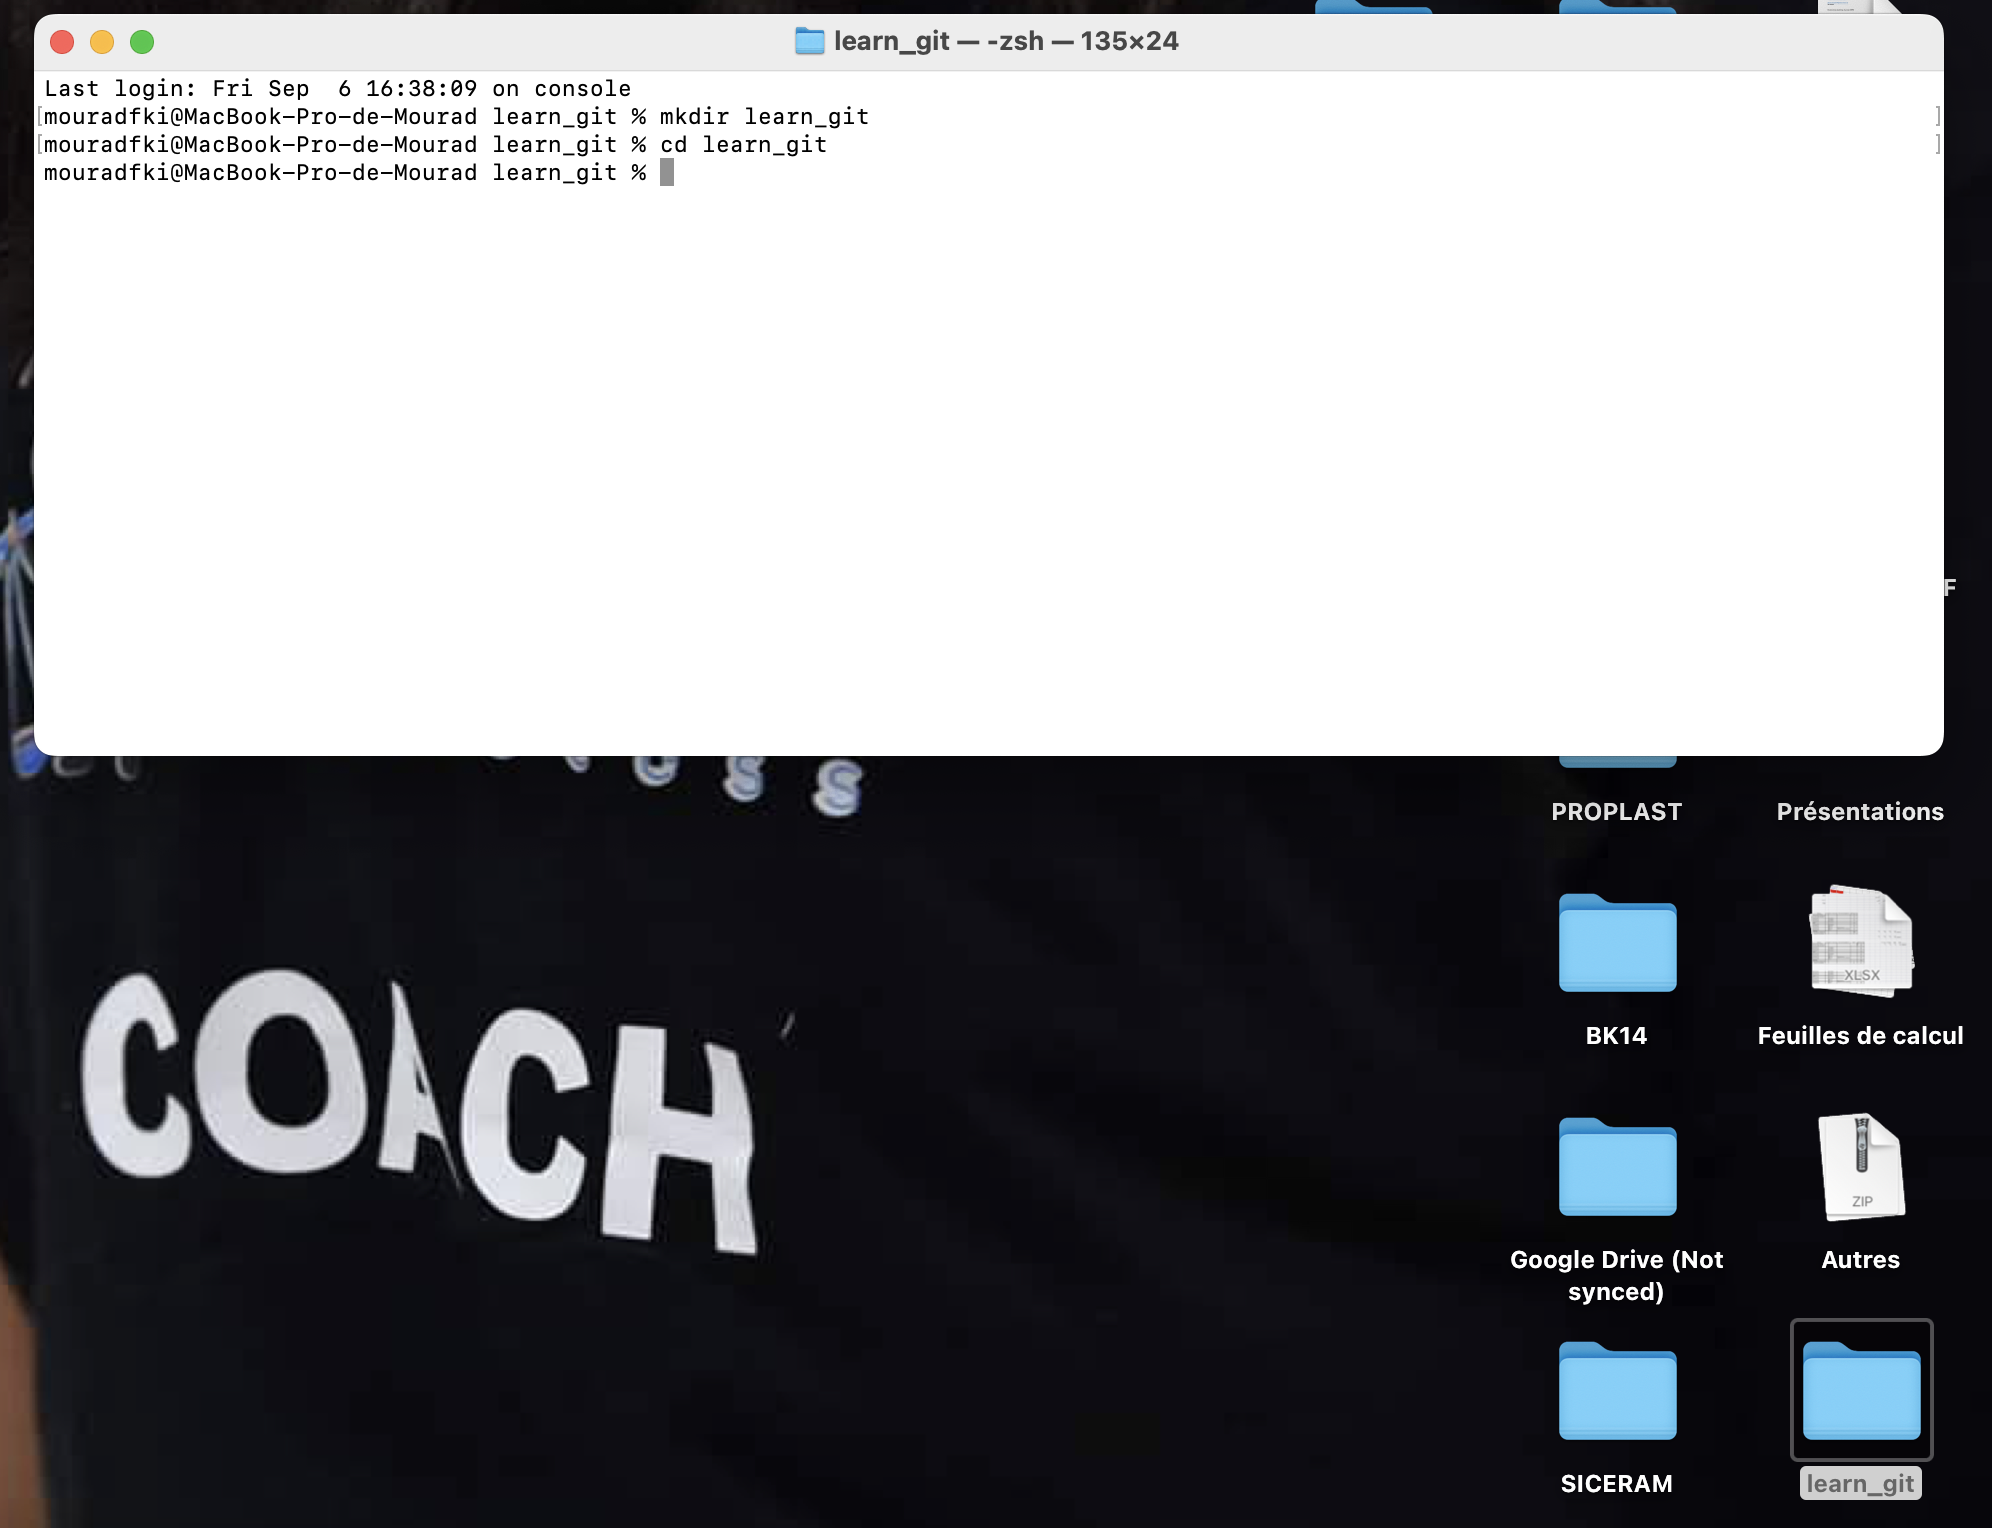 learn_git — -zsh — 135×24
Last login: Fri Sep  6 16:38:09 on console
[mouradfki@MacBook-Pro-de-Mourad learn_git % mkdir learn_git ]
[mouradfki@MacBook-Pro-de-Mourad learn_git % cd learn_git ]
mouradfki@MacBook-Pro-de-Mourad learn_git %
F
PROPLAST
Présentations
BK14
XLSX
Feuilles de calcul
COACH
Google Drive (Not
synced)
ZIP
Autres
SICERAM
learn_git